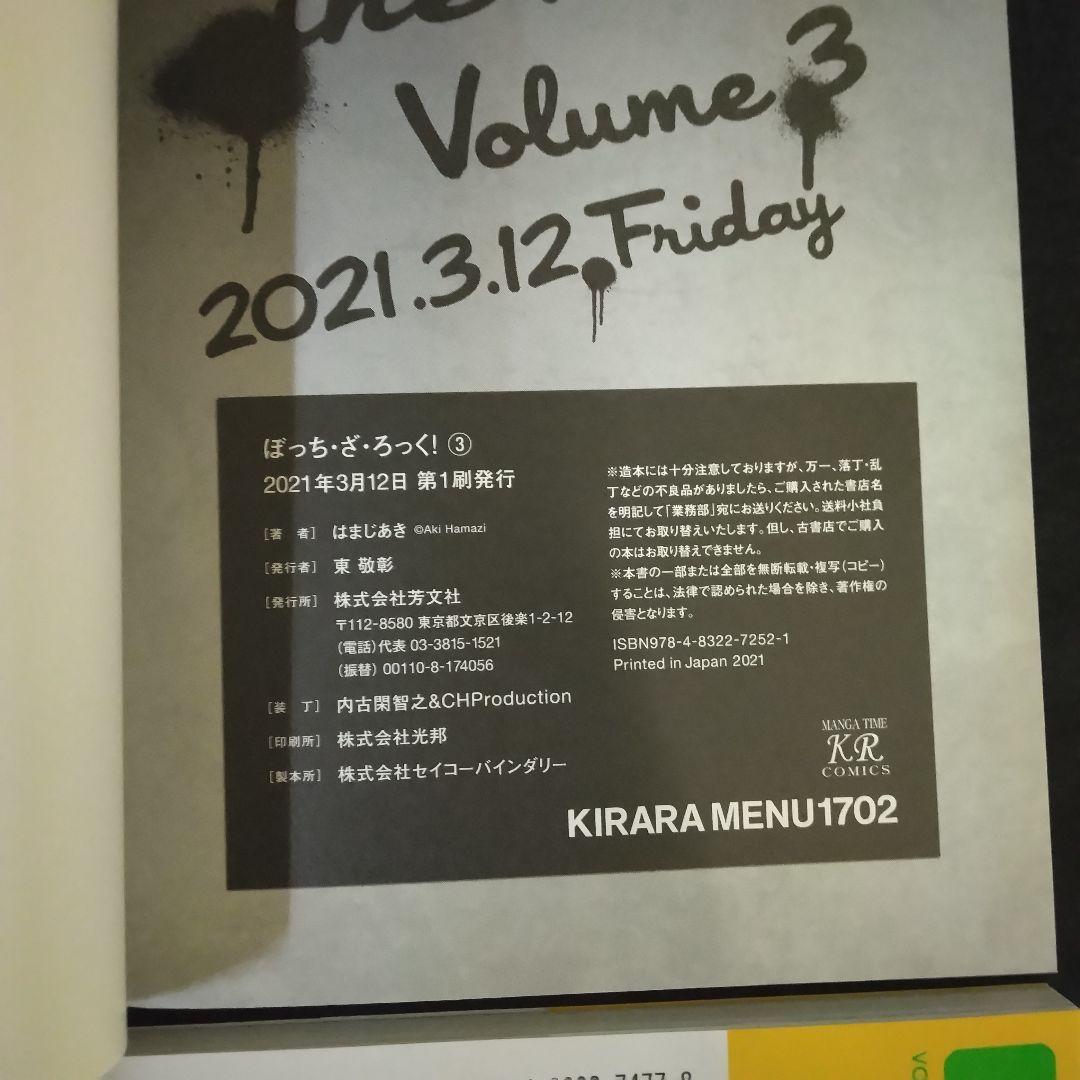 the
Volume 3
2021.3.12.Friday
ぼっち・ざ・ろっく! ③
2021年3月12日 第1刷発行
[著 者] はまじあき ©Aki Hamazi
[発行者] 東 敬彰
[発行所] 株式会社芳文社
〒112-8580 東京都文京区後楽1-2-12
(電話)代表 03-3815-1521
(振替) 00110-8-174056
[装 丁] 内古閑智之&CHProduction
[印刷所] 株式会社光邦
[製本所] 株式会社セイコーバインダリー
※造本には十分注意しておりますが、万一、落丁・乱
丁などの不良品がありましたら、ご購入された書店名
を明記して「業務部」宛にお送りください。送料小社負
担にてお取り替えいたします。但し、古書店でご購入
の本はお取り替えできません。
※本書の一部または全部を無断転載・複写(コピー)
することは、法律で認められた場合を除き、著作権の
侵害となります。
ISBN978-4-8322-7252-1
Printed in Japan 2021
MANGA TIME
KR
COMICS
KIRARA MENU1702